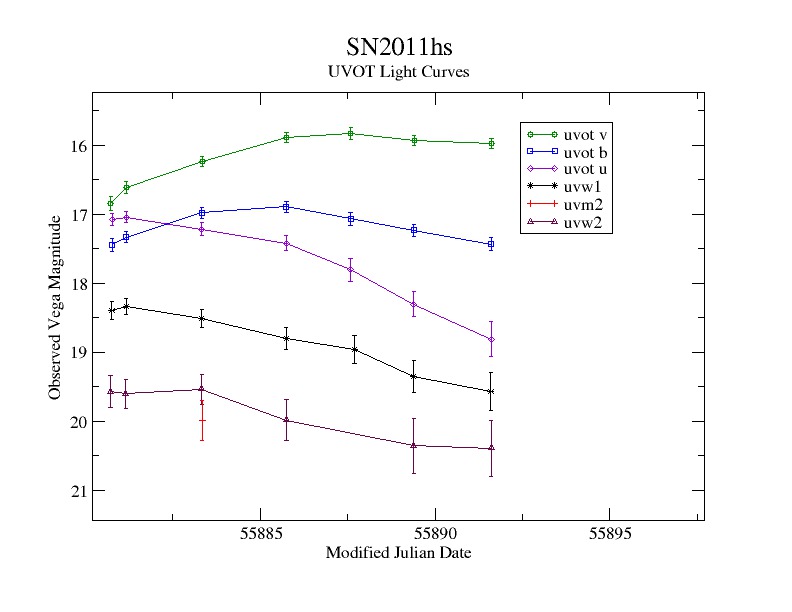 SN2011hs
UVOT Light Curves
uvot v
uvot b
uvot u
uvw1
uvm2
uvw2
Observed Vega Magnitude
16
17
18
19
20
21
55885 55890 55895
Modified Julian Date